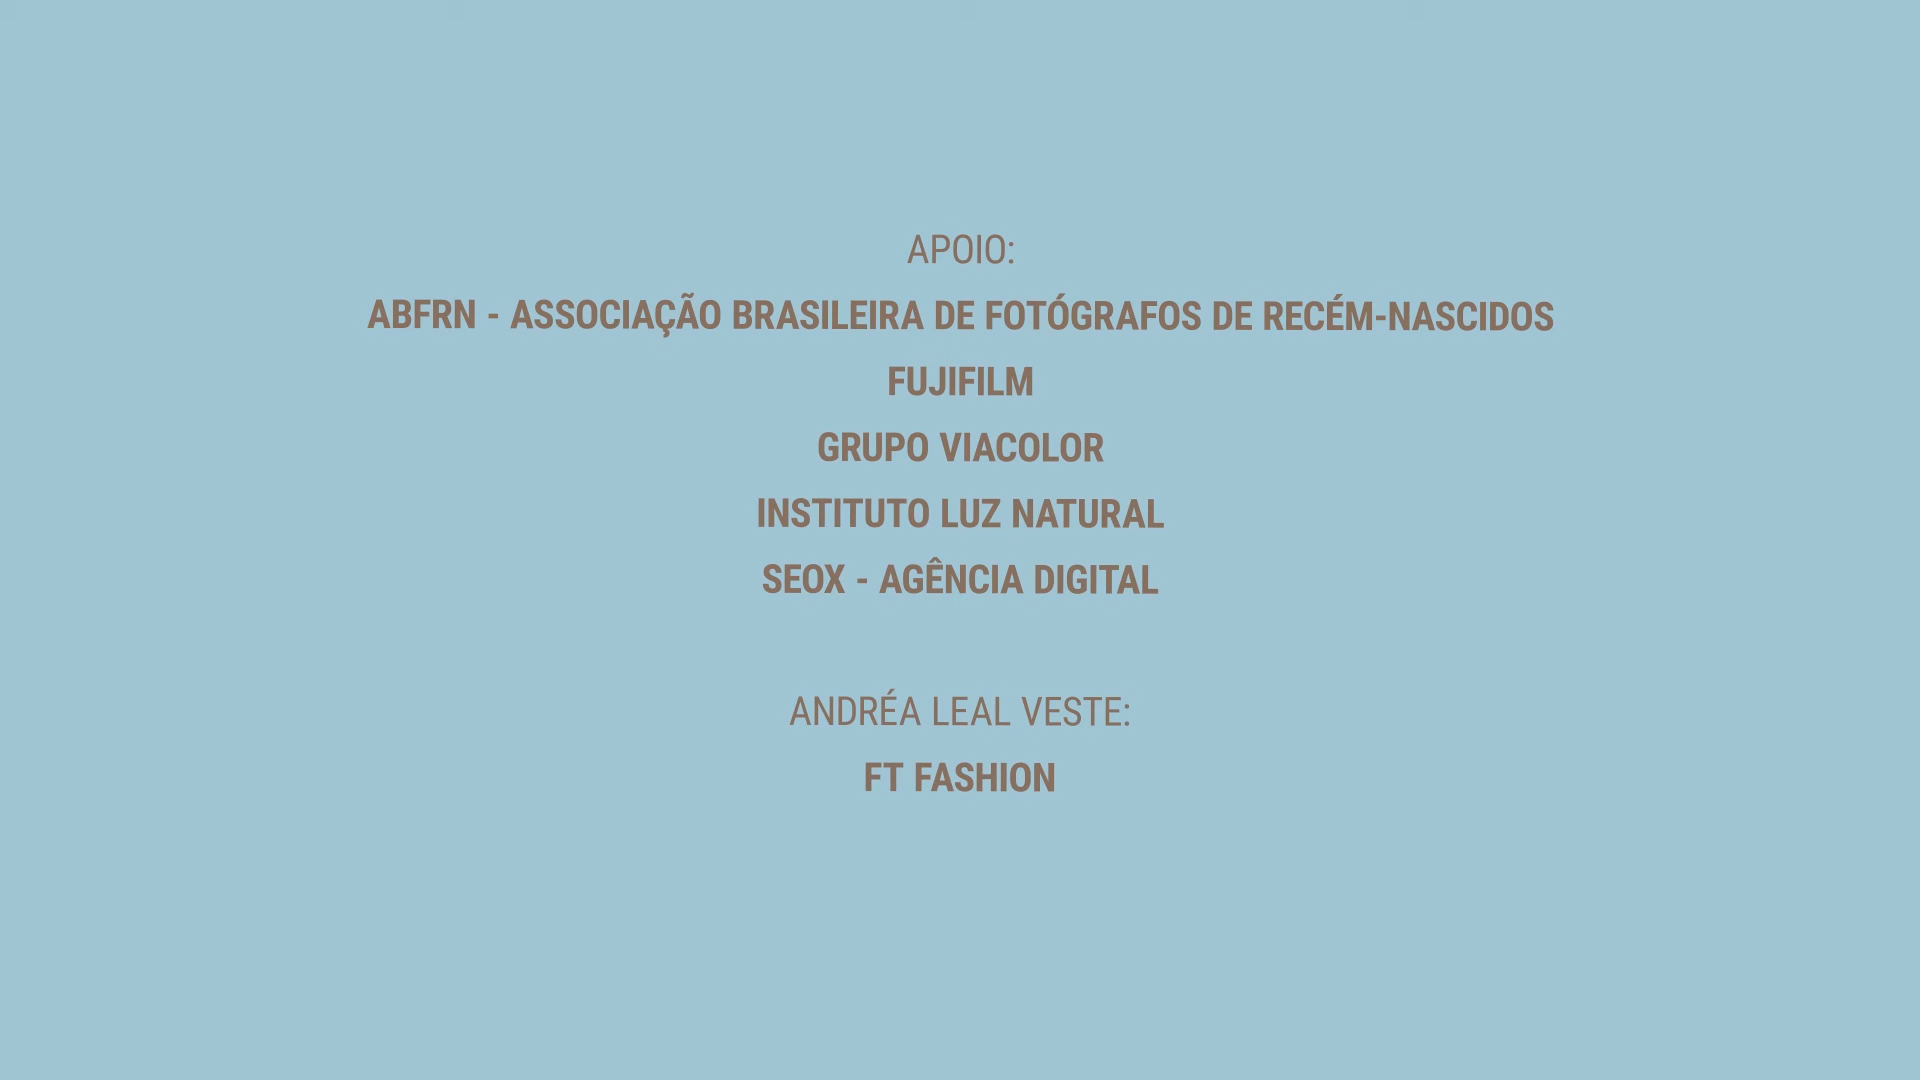 APOIO:
ABFRN - ASSOCIAÇÃO BRASILEIRA DE FOTÓGRAFOS DE RECÉM-NASCIDOS
FUJIFILM
GRUPO VIACOLOR
INSTITUTO LUZ NATURAL
SEOX - AGÊNCIA DIGITAL
ANDRÉA LEAL VESTE:
FT FASHION